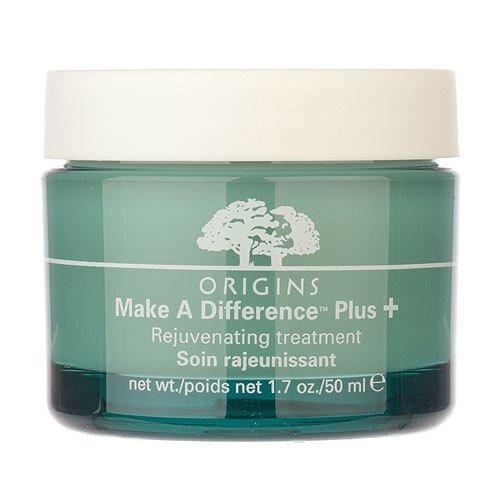 ORIGINS
Make A Difference™ Plus +
Rejuvenating treatment
Soin rajeunissant
net wt./poids net 1.7 oz./50 ml ℮